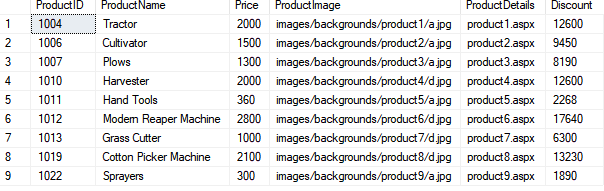 ProductID ProductName Price ProductImage ProductDetails Discount
1 1004 Tractor 2000 images/backgrounds/product1/a.jpg product1.aspx 12600
2 1006 Cultivator 1500 images/backgrounds/product2/a.jpg product2.aspx 9450
3 1007 Plows 1300 images/backgrounds/product3/a.jpg product3.aspx 8190
4 1010 Harvester 2000 images/backgrounds/product4/d.jpg product4.aspx 12600
5 1011 Hand Tools 360 images/backgrounds/product5/a.jpg product5.aspx 2268
6 1012 Modern Reaper Machine 2800 images/backgrounds/product6/a.jpg product6.aspx 17640
7 1013 Grass Cutter 1000 images/backgrounds/product7/d.jpg product7.aspx 6300
8 1019 Cotton Picker Machine 2100 images/backgrounds/product8/d.jpg product8.aspx 13230
9 1022 Sprayers 300 images/backgrounds/product9/a.jpg product9.aspx 1890